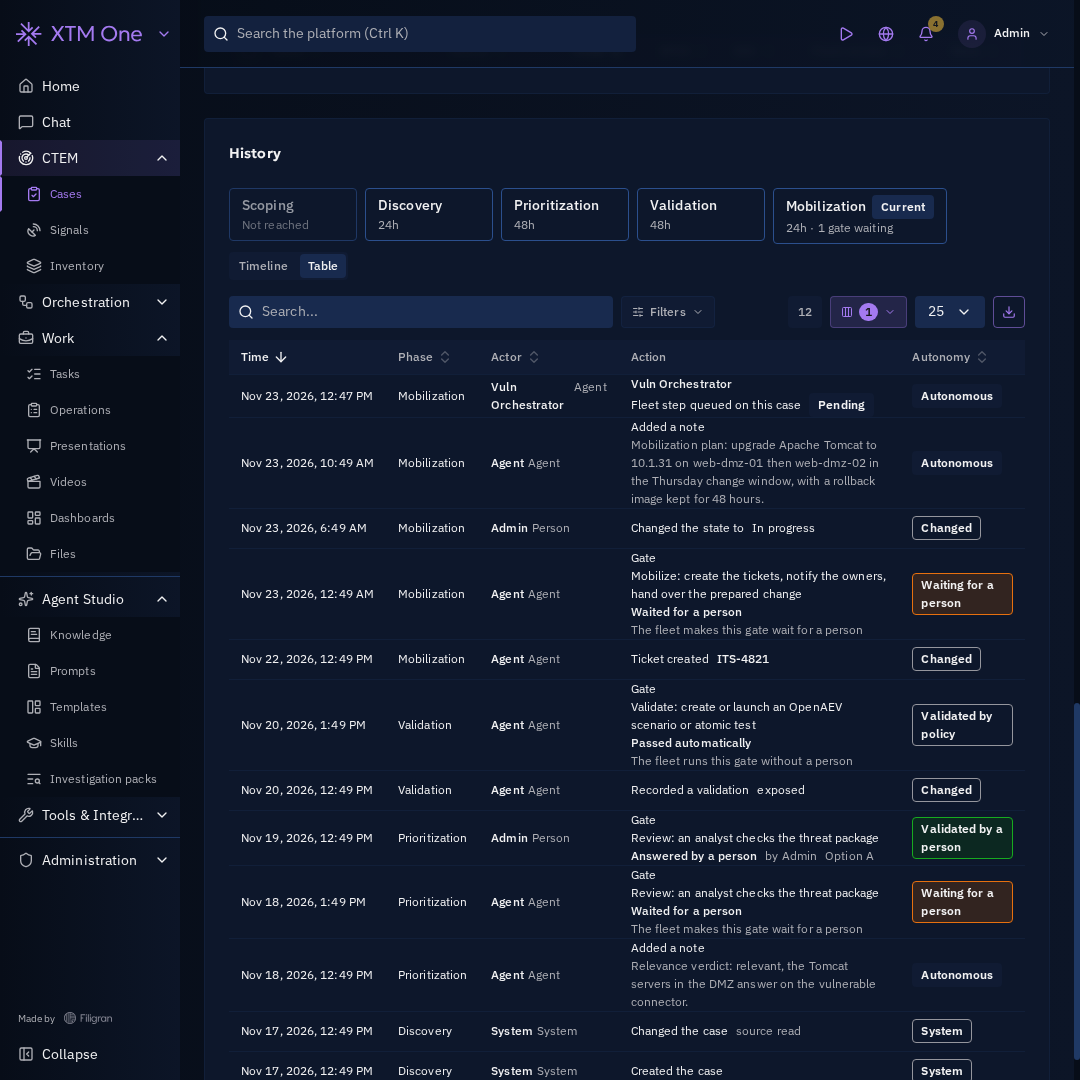 XTM One
Search the platform (Ctrl K)
4
Admin
Home
Chat
CTEM
Cases
Signals
Inventory
Orchestration
Work
Tasks
Operations
Presentations
Videos
Dashboards
Files
Agent Studio
Knowledge
Prompts
Templates
Skills
Investigation packs
Tools & Integr...
Administration
Made by Filigran
Collapse
History
Scoping
Not reached
Discovery
24h
Prioritization
48h
Validation
48h
Mobilization Current
24h · 1 gate waiting
Timeline Table
Search... Filters 12 1 25
Time Phase Actor Action Autonomy
Nov 23, 2026, 12:47 PM Mobilization Vuln Orchestrator Agent
Vuln Orchestrator
Fleet step queued on this case Pending
Autonomous
Nov 23, 2026, 10:49 AM Mobilization Agent Agent
Added a note
Mobilization plan: upgrade Apache Tomcat to
10.1.31 on web-dmz-01 then web-dmz-02 in
the Thursday change window, with a rollback
image kept for 48 hours.
Autonomous
Nov 23, 2026, 6:49 AM Mobilization Admin Person Changed the state to In progress Changed
Nov 23, 2026, 12:49 AM Mobilization Agent Agent
Gate
Mobilize: create the tickets, notify the owners,
hand over the prepared change
Waited for a person
The fleet makes this gate wait for a person
Waiting for a
person
Nov 22, 2026, 12:49 PM Mobilization Agent Agent Ticket created ITS-4821 Changed
Nov 20, 2026, 1:49 PM Validation Agent Agent
Gate
Validate: create or launch an OpenAEV
scenario or atomic test
Passed automatically
The fleet runs this gate without a person
Validated by
policy
Nov 20, 2026, 12:49 PM Validation Agent Agent Recorded a validation exposed Changed
Nov 19, 2026, 12:49 PM Prioritization Admin Person
Gate
Review: an analyst checks the threat package
Answered by a person by Admin Option A
Validated by a
person
Nov 18, 2026, 1:49 PM Prioritization Agent Agent
Gate
Review: an analyst checks the threat package
Waited for a person
The fleet makes this gate wait for a person
Waiting for a
person
Nov 18, 2026, 12:49 PM Prioritization Agent Agent
Added a note
Relevance verdict: relevant, the Tomcat
servers in the DMZ answer on the vulnerable
connector.
Autonomous
Nov 17, 2026, 12:49 PM Discovery System System Changed the case source read System
Nov 17, 2026, 12:49 PM Discovery System System Created the case System